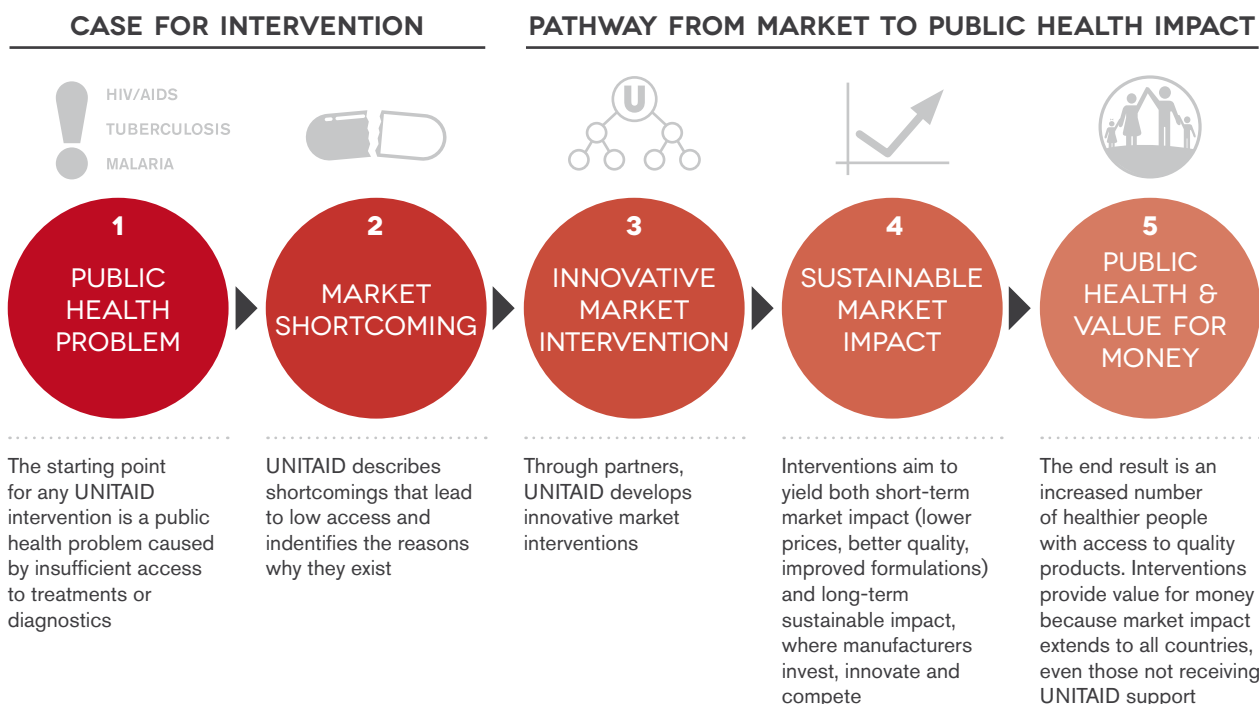 CASE FOR INTERVENTION
PATHWAY FROM MARKET TO PUBLIC HEALTH IMPACT
HIV/AIDS
TUBERCULOSIS
MALARIA
U
1
PUBLIC
HEALTH
PROBLEM
2
MARKET
SHORTCOMING
3
INNOVATIVE
MARKET
INTERVENTION
4
SUSTAINABLE
MARKET
IMPACT
5
PUBLIC
HEALTH &
VALUE FOR
MONEY
The starting point
for any UNITAID
intervention is a public
health problem caused
by insufficient access
to treatments or
diagnostics
UNITAID describes
shortcomings that lead
to low access and
indentifies the reasons
why they exist
Through partners,
UNITAID develops
innovative market
interventions
Interventions aim to
yield both short-term
market impact (lower
prices, better quality,
improved formulations)
and long-term
sustainable impact,
where manufacturers
invest, innovate and
compete
The end result is an
increased number
of healthier people
with access to quality
products. Interventions
provide value for money
because market impact
extends to all countries,
even those not receiving
UNITAID support